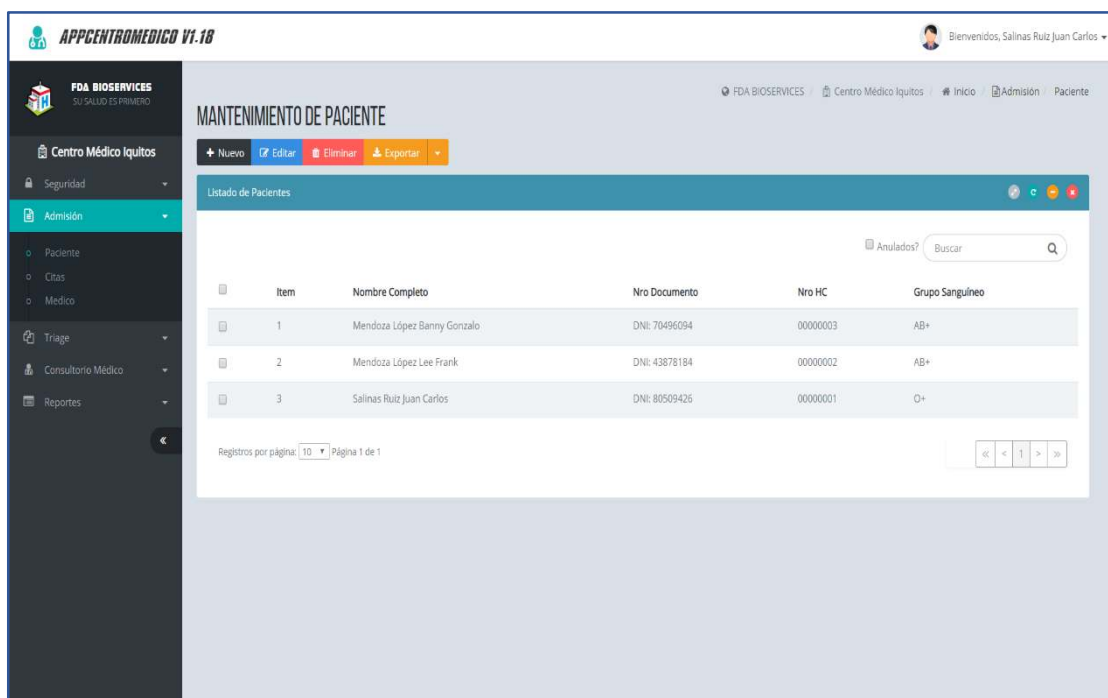 APPCENTROMEDICO V1.18
Bienvenidos, Salinas Ruiz Juan Carlos
FDA BIOSERVICES
SU SALUD ES PRIMERO
Centro Médico Iquitos
Seguridad
Admisión
Paciente
Citas
Medico
Triage
Consultorio Médico
Reportes
FDA BIOSERVICES / Centro Médico Iquitos / Inicio / Admisión / Paciente
MANTENIMIENTO DE PACIENTE
Nuevo Editar Eliminar Exportar
Listado de Pacientes
Anulados? Buscar
Item Nombre Completo Nro Documento Nro HC Grupo Sanguíneo
1 Mendoza López Banny Gonzalo DNI: 70496094 00000003 AB+
2 Mendoza López Lee Frank DNI: 43878184 00000002 AB+
3 Salinas Ruiz Juan Carlos DNI: 80509426 00000001 O+
Registros por página: 10 Página 1 de 1
« < 1 > »